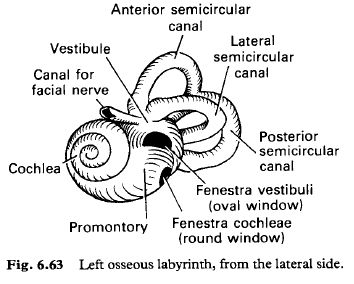 Anterior semicircular
canal
Vestibule
Lateral
semicircular
canal
Canal for
facial nerve
Posterior
semicircular
canal
Cochlea
Fenestra vestibuli
(oval window)
Promontory
Fenestra cochleae
(round window)
Fig. 6.63 Left osseous labyrinth, from the lateral side.